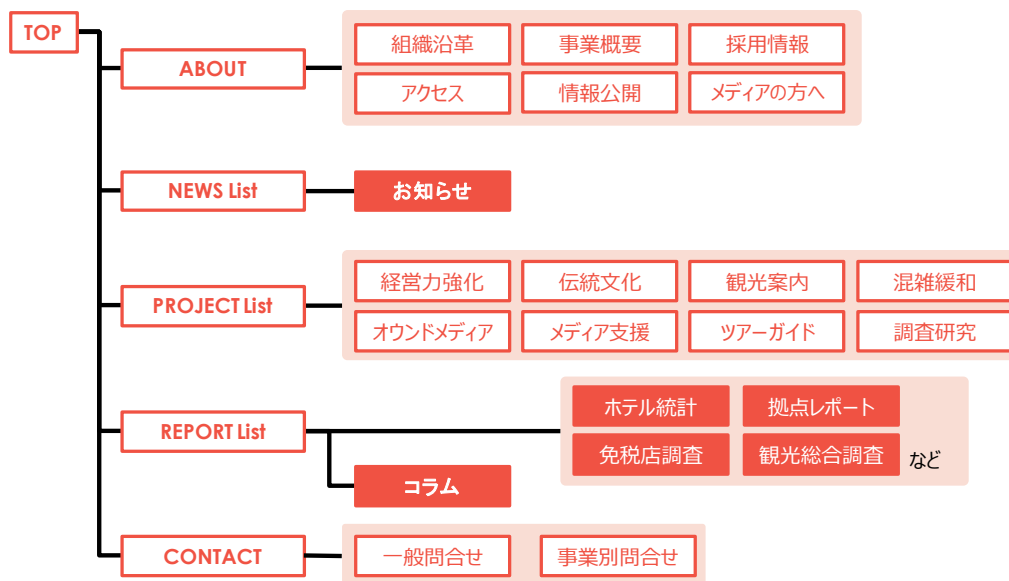 TOP
ABOUT
組織沿革 事業概要 採用情報
アクセス 情報公開 メディアの方へ
NEWS List
お知らせ
PROJECT List
経営力強化 伝統文化 観光案内 混雑緩和
オウンドメディア メディア支援 ツアーガイド 調査研究
REPORT List
ホテル統計 拠点レポート
免税店調査 観光総合調査 など
コラム
CONTACT
一般問合せ 事業別問合せ